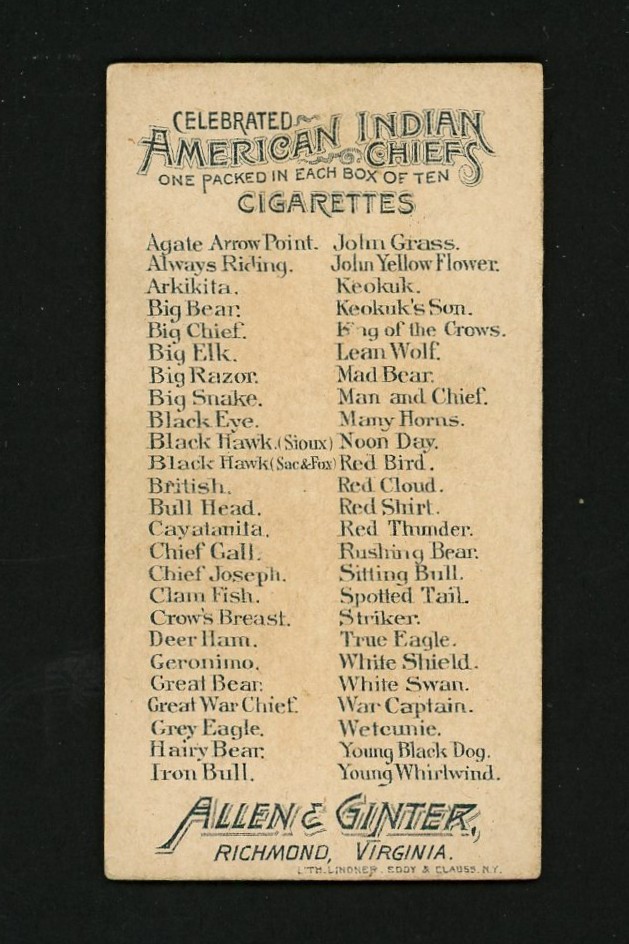 CELEBRATED
AMERICAN INDIAN
CHIEFS
ONE PACKED IN EACH BOX OF TEN
CIGARETTES
Agate Arrow Point.
Always Riding.
Arkikita.
Big Bear.
Big Chief.
Big Elk.
Big Razor.
Big Snake.
Black Eye.
Black Hawk.(Sioux)
Black Hawk(Sac&Fox)
British.
Bull Head.
Cayatanita.
Chief Gall.
Chief Joseph.
Clam Fish.
Crow's Breast.
Deer Ham.
Geronimo.
Great Bear.
Great War Chief.
Grey Eagle.
Hairy Bear.
Iron Bull.
John Grass.
John Yellow Flower.
Keokuk.
Keokuk's Son.
King of the Crows.
Lean Wolf.
Mad Bear.
Man and Chief.
Many Horns.
Noon Day.
Red Bird.
Red Cloud.
Red Shirt.
Red Thunder.
Rushing Bear.
Sitting Bull.
Spotted Tail.
Striker.
True Eagle.
White Shield.
White Swan.
War Captain.
Wetcunie.
Young Black Dog.
Young Whirlwind.
ALLEN & GINTER,
RICHMOND, VIRGINIA.
LITH. LINDNER, EDDY & CLAUSS. N.Y.